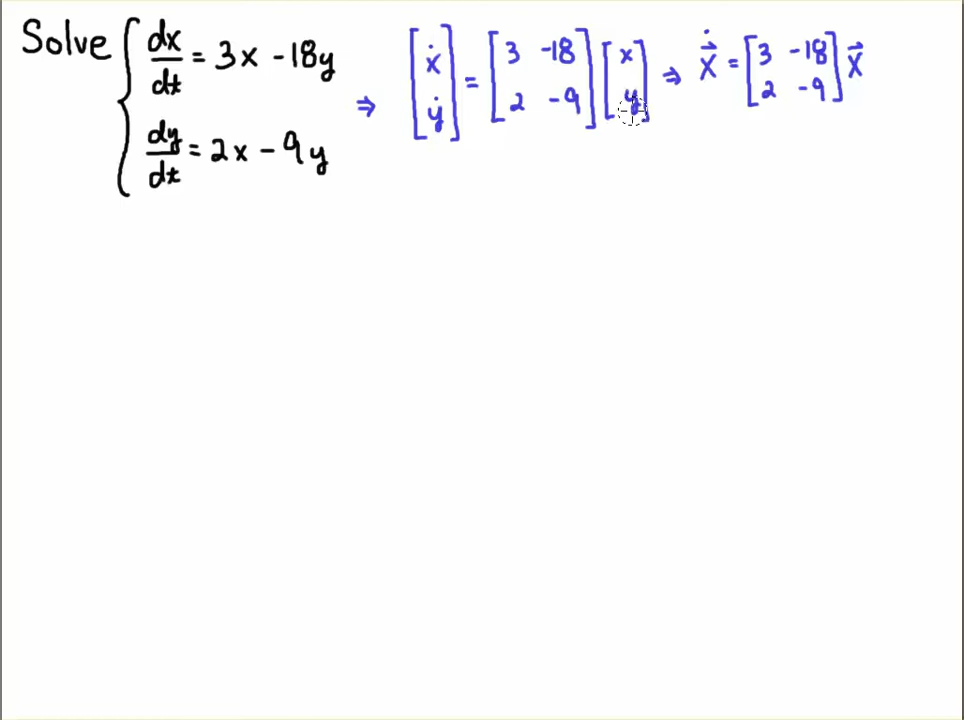 Solve { dx/dt = 3x - 18y
dy/dt = 2x - 9y
⇒ [ẋ ẏ] = [3 -18; 2 -9] [x y] ⇒ Ẋ⃗ = [3 -18; 2 -9] X⃗